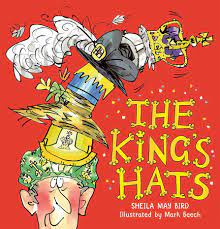 THE
KING'S
HATS
SHEILA MAY BIRD
Illustrated by Mark Beech